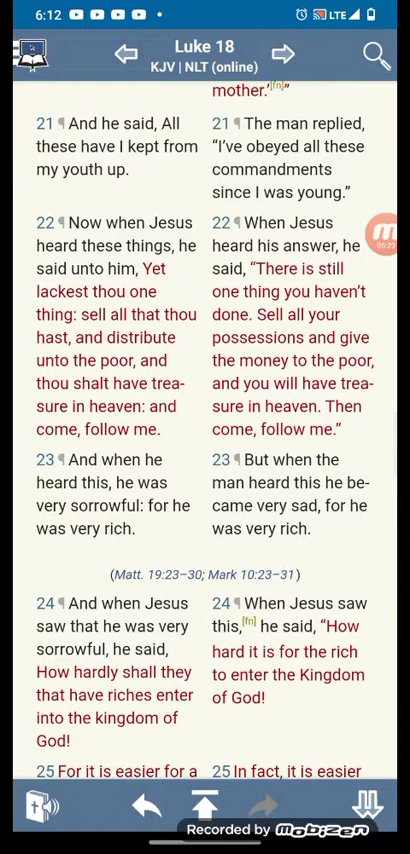 6:12
LTE
Luke 18
KJV | NLT (online)
mother.’[fn]”
21 ¶ And he said, All
these have I kept from
my youth up.
21 ¶ The man replied,
“I’ve obeyed all these
commandments
since I was young.”
22 ¶ Now when Jesus
heard these things, he
said unto him, Yet
lackest thou one
thing: sell all that thou
hast, and distribute
unto the poor, and
thou shalt have trea-
sure in heaven: and
come, follow me.
22 ¶ When Jesus
heard his answer, he
said, “There is still
one thing you haven’t
done. Sell all your
possessions and give
the money to the poor,
and you will have trea-
sure in heaven. Then
come, follow me.”
23 ¶ And when he
heard this, he was
very sorrowful: for he
was very rich.
23 ¶ But when the
man heard this he be-
came very sad, for he
was very rich.
(Matt. 19:23–30; Mark 10:23–31)
24 ¶ And when Jesus
saw that he was very
sorrowful, he said,
How hardly shall they
that have riches enter
into the kingdom of
God!
24 ¶ When Jesus saw
this,[fn] he said, “How
hard it is for the rich
to enter the Kingdom
of God!
25 For it is easier for a
25 In fact, it is easier
Recorded by mobizen